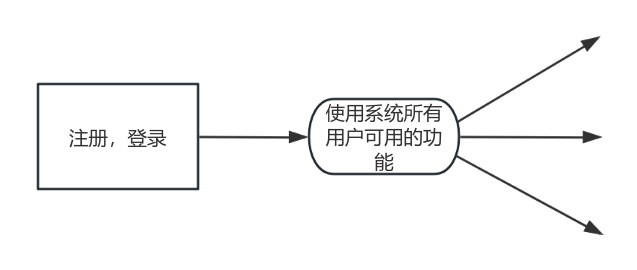 注册，登录
使用系统所有
用户可用的功
能